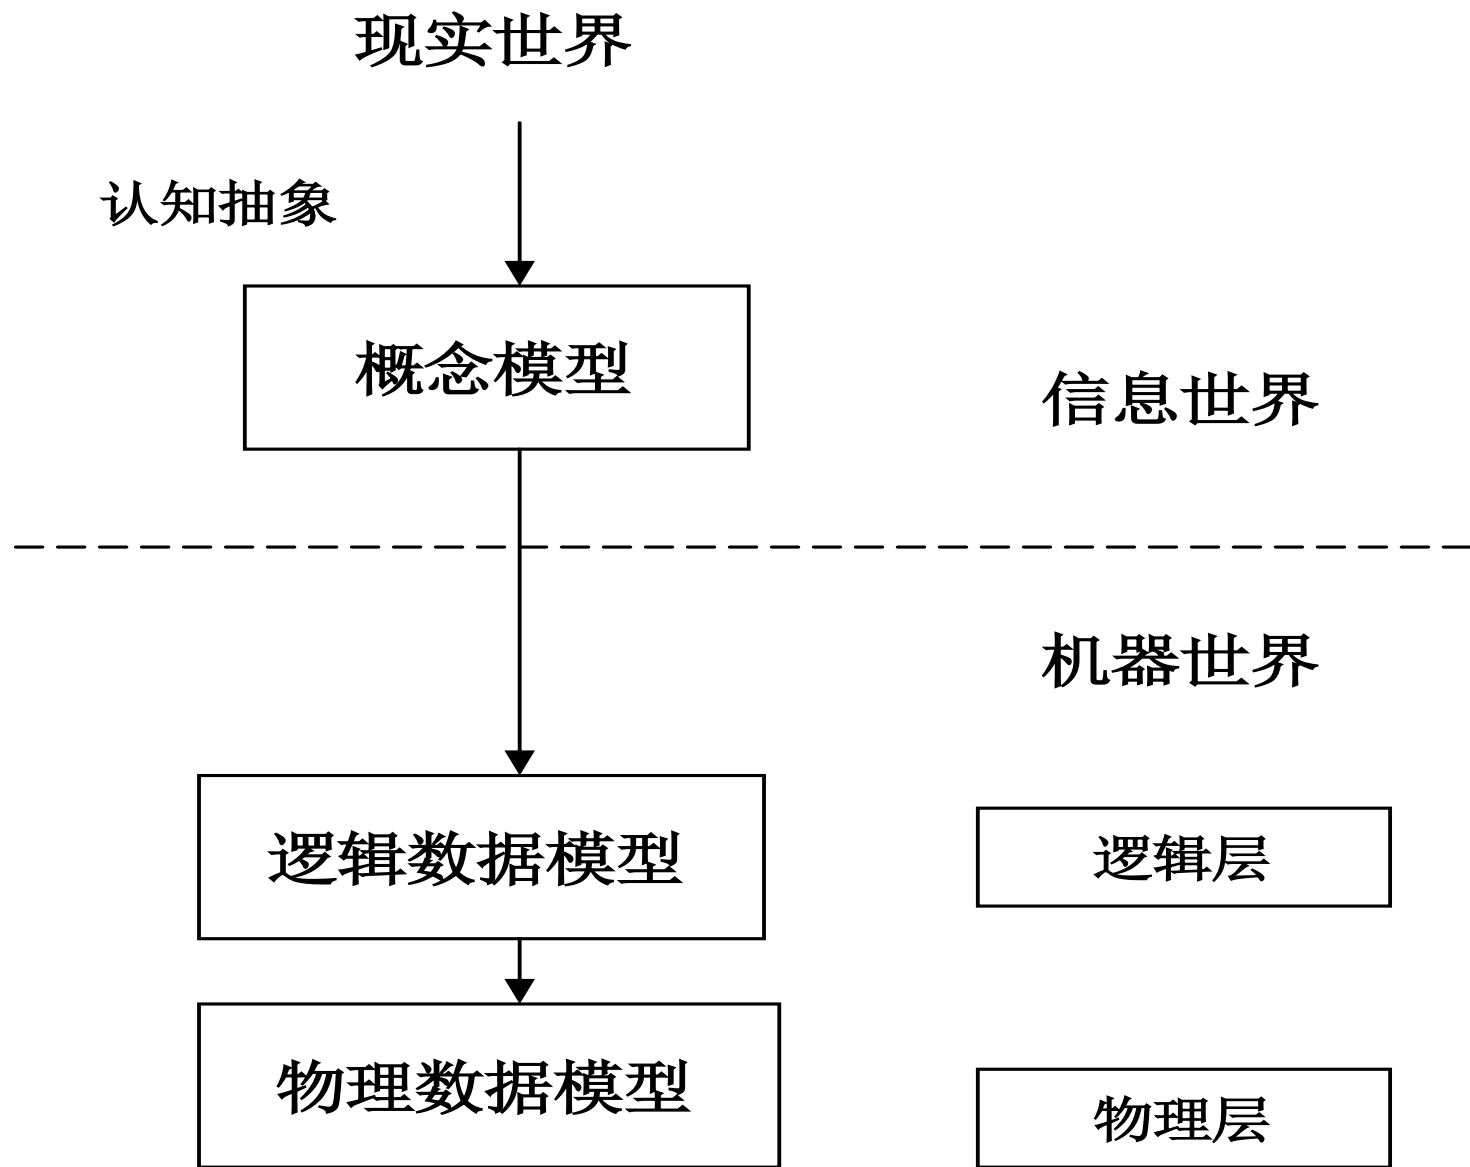 现实世界
认知抽象
概念模型
信息世界
机器世界
逻辑数据模型
逻辑层
物理数据模型
物理层